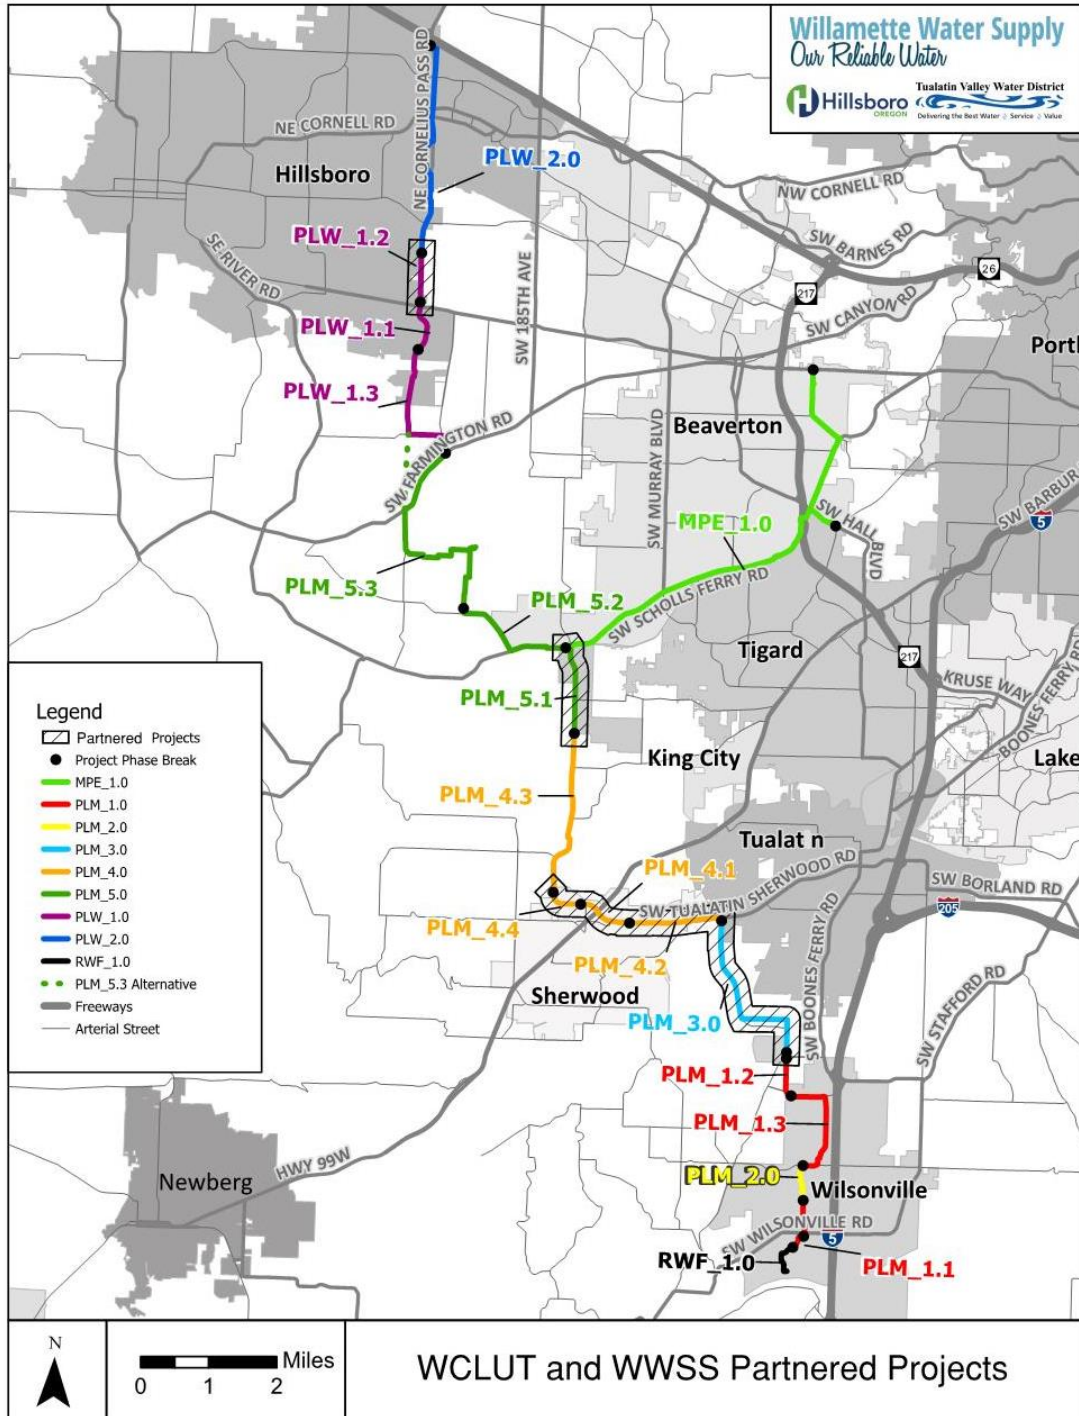 Willamette Water Supply
Our Reliable Water
Hillsboro
OREGON
Tualatin Valley Water District
Delivering the Best Water Service Value
NE CORNELIUS PASS RD
NE CORNELL RD
PLW_2.0
Hillsboro
NW CORNELL RD
SW BARNES RD
PLW_1.2
SE RIVER RD
SW 185TH AVE
26
217
SW CANYON RD
PLW_1.1
Portl
PLW_1.3
SW MURRAY BLVD
Beaverton
SW FARMINGTON RD
SW BARBUR
5
MPE_1.0
SW HALL BLVD
PLM_5.3
PLM_5.2
SW SCHOLLS FERRY RD
Tigard
217
KRUSE WAY
BOONES FERRY RD
PLM_5.1
King City
Lake
PLM_4.3
Tualat n
PLM_4.1
SW TUALATIN SHERWOOD RD
SW BORLAND RD
205
PLM_4.4
PLM_4.2
SW BOONES FERRY RD
SW STAFFORD RD
Sherwood
PLM_3.0
PLM_1.2
PLM_1.3
HWY 99W
Newberg
PLM_2.0
Wilsonville
SW WILSONVILLE RD
5
RWF_1.0
PLM_1.1
Legend
Partnered Projects
Project Phase Break
MPE_1.0
PLM_1.0
PLM_2.0
PLM_3.0
PLM_4.0
PLM_5.0
PLW_1.0
PLW_2.0
RWF_1.0
PLM_5.3 Alternative
Freeways
Arterial Street
N
Miles
0 1 2
WCLUT and WWSS Partnered Projects